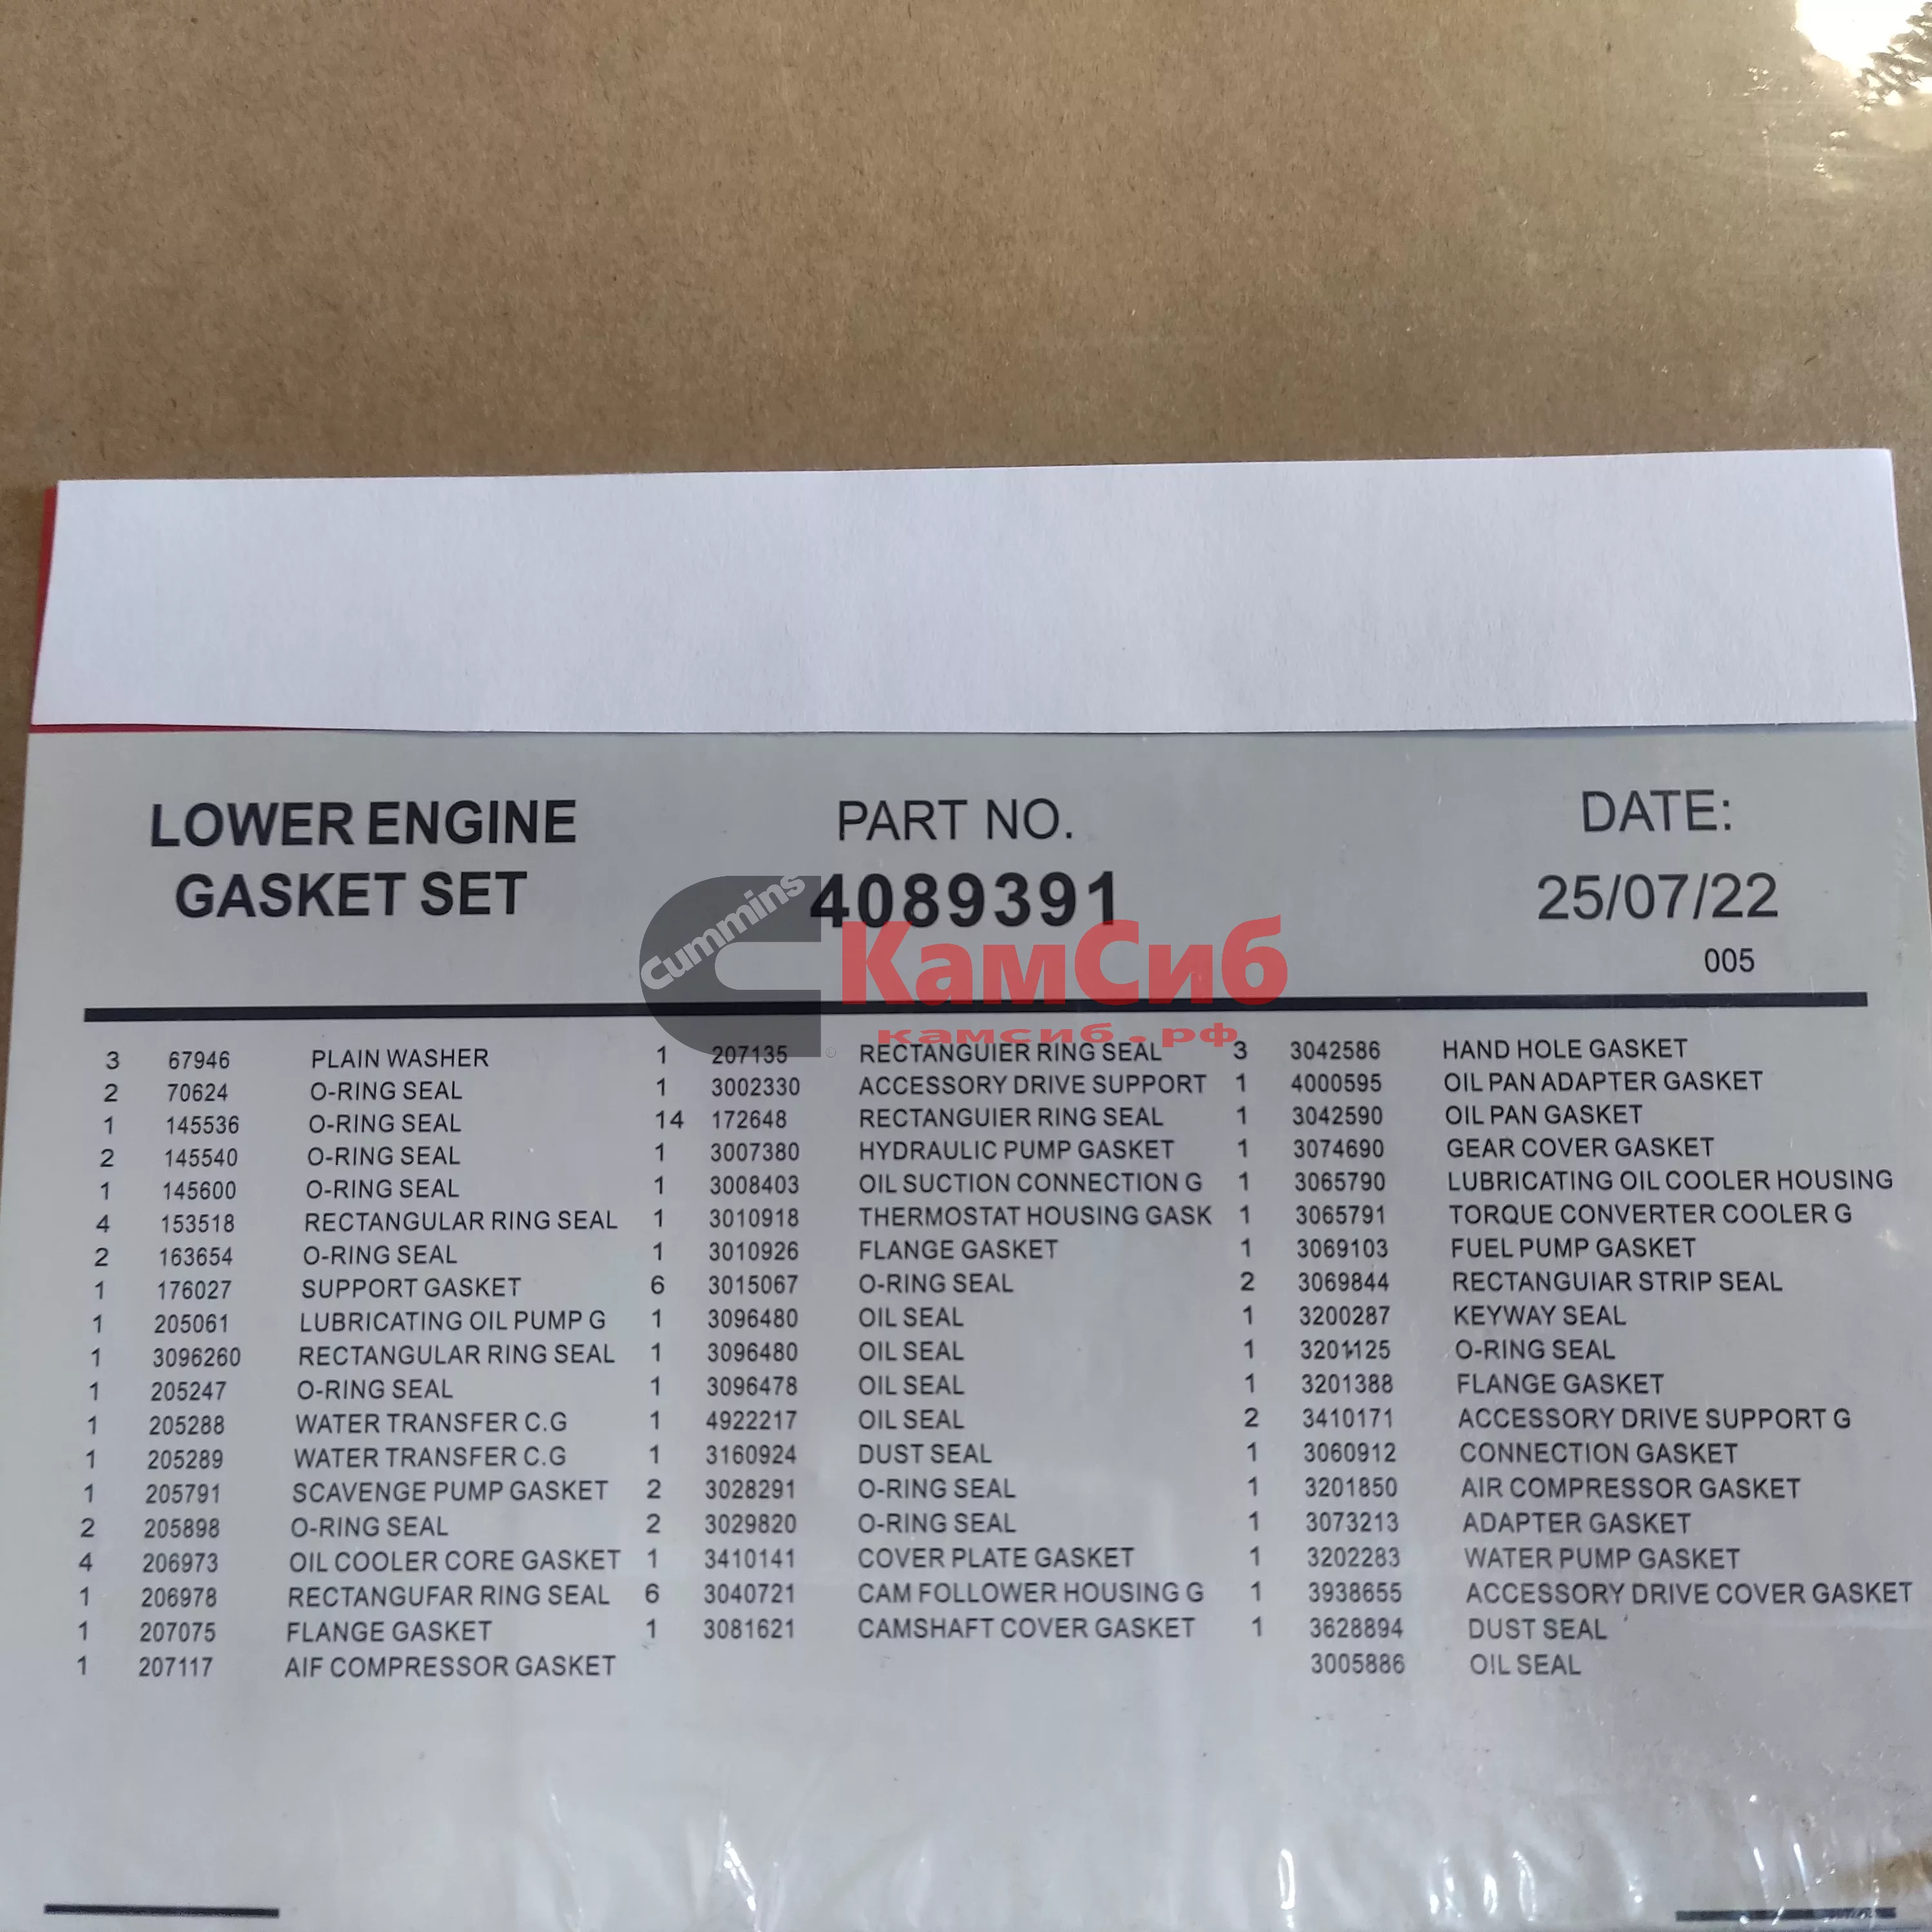 LOWER ENGINE
GASKET SET
PART NO.
4089391
DATE:
25/07/22
005
Cummins
КамСиб
камсиб.рф
3 67946 PLAIN WASHER
2 70624 O-RING SEAL
1 145536 O-RING SEAL
2 145540 O-RING SEAL
1 145600 O-RING SEAL
4 153518 RECTANGULAR RING SEAL
2 163654 O-RING SEAL
1 176027 SUPPORT GASKET
1 205061 LUBRICATING OIL PUMP G
1 3096260 RECTANGULAR RING SEAL
1 205247 O-RING SEAL
1 205288 WATER TRANSFER C.G
1 205289 WATER TRANSFER C.G
1 205791 SCAVENGE PUMP GASKET
2 205898 O-RING SEAL
4 206973 OIL COOLER CORE GASKET
1 206978 RECTANGUFAR RING SEAL
1 207075 FLANGE GASKET
1 207117 AIF COMPRESSOR GASKET
1 207135 RECTANGUIER RING SEAL
1 3002330 ACCESSORY DRIVE SUPPORT
14 172648 RECTANGUIER RING SEAL
1 3007380 HYDRAULIC PUMP GASKET
1 3008403 OIL SUCTION CONNECTION G
1 3010918 THERMOSTAT HOUSING GASK
1 3010926 FLANGE GASKET
6 3015067 O-RING SEAL
1 3096480 OIL SEAL
1 3096480 OIL SEAL
1 3096478 OIL SEAL
1 4922217 OIL SEAL
1 3160924 DUST SEAL
2 3028291 O-RING SEAL
2 3029820 O-RING SEAL
1 3410141 COVER PLATE GASKET
6 3040721 CAM FOLLOWER HOUSING G
1 3081621 CAMSHAFT COVER GASKET
3 3042586 HAND HOLE GASKET
1 4000595 OIL PAN ADAPTER GASKET
1 3042590 OIL PAN GASKET
1 3074690 GEAR COVER GASKET
1 3065790 LUBRICATING OIL COOLER HOUSING
1 3065791 TORQUE CONVERTER COOLER G
1 3069103 FUEL PUMP GASKET
2 3069844 RECTANGUIAR STRIP SEAL
1 3200287 KEYWAY SEAL
1 3201125 O-RING SEAL
1 3201388 FLANGE GASKET
2 3410171 ACCESSORY DRIVE SUPPORT G
1 3060912 CONNECTION GASKET
1 3201850 AIR COMPRESSOR GASKET
1 3073213 ADAPTER GASKET
1 3202283 WATER PUMP GASKET
1 3938655 ACCESSORY DRIVE COVER GASKET
1 3628894 DUST SEAL
3005886 OIL SEAL